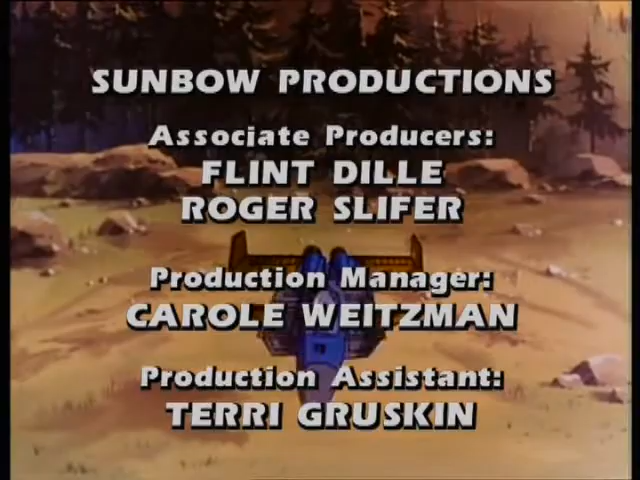 SUNBOW PRODUCTIONS
Associate Producers:
FLINT DILLE
ROGER SLIFER
Production Manager:
CAROLE WEITZMAN
Production Assistant:
TERRI GRUSKIN